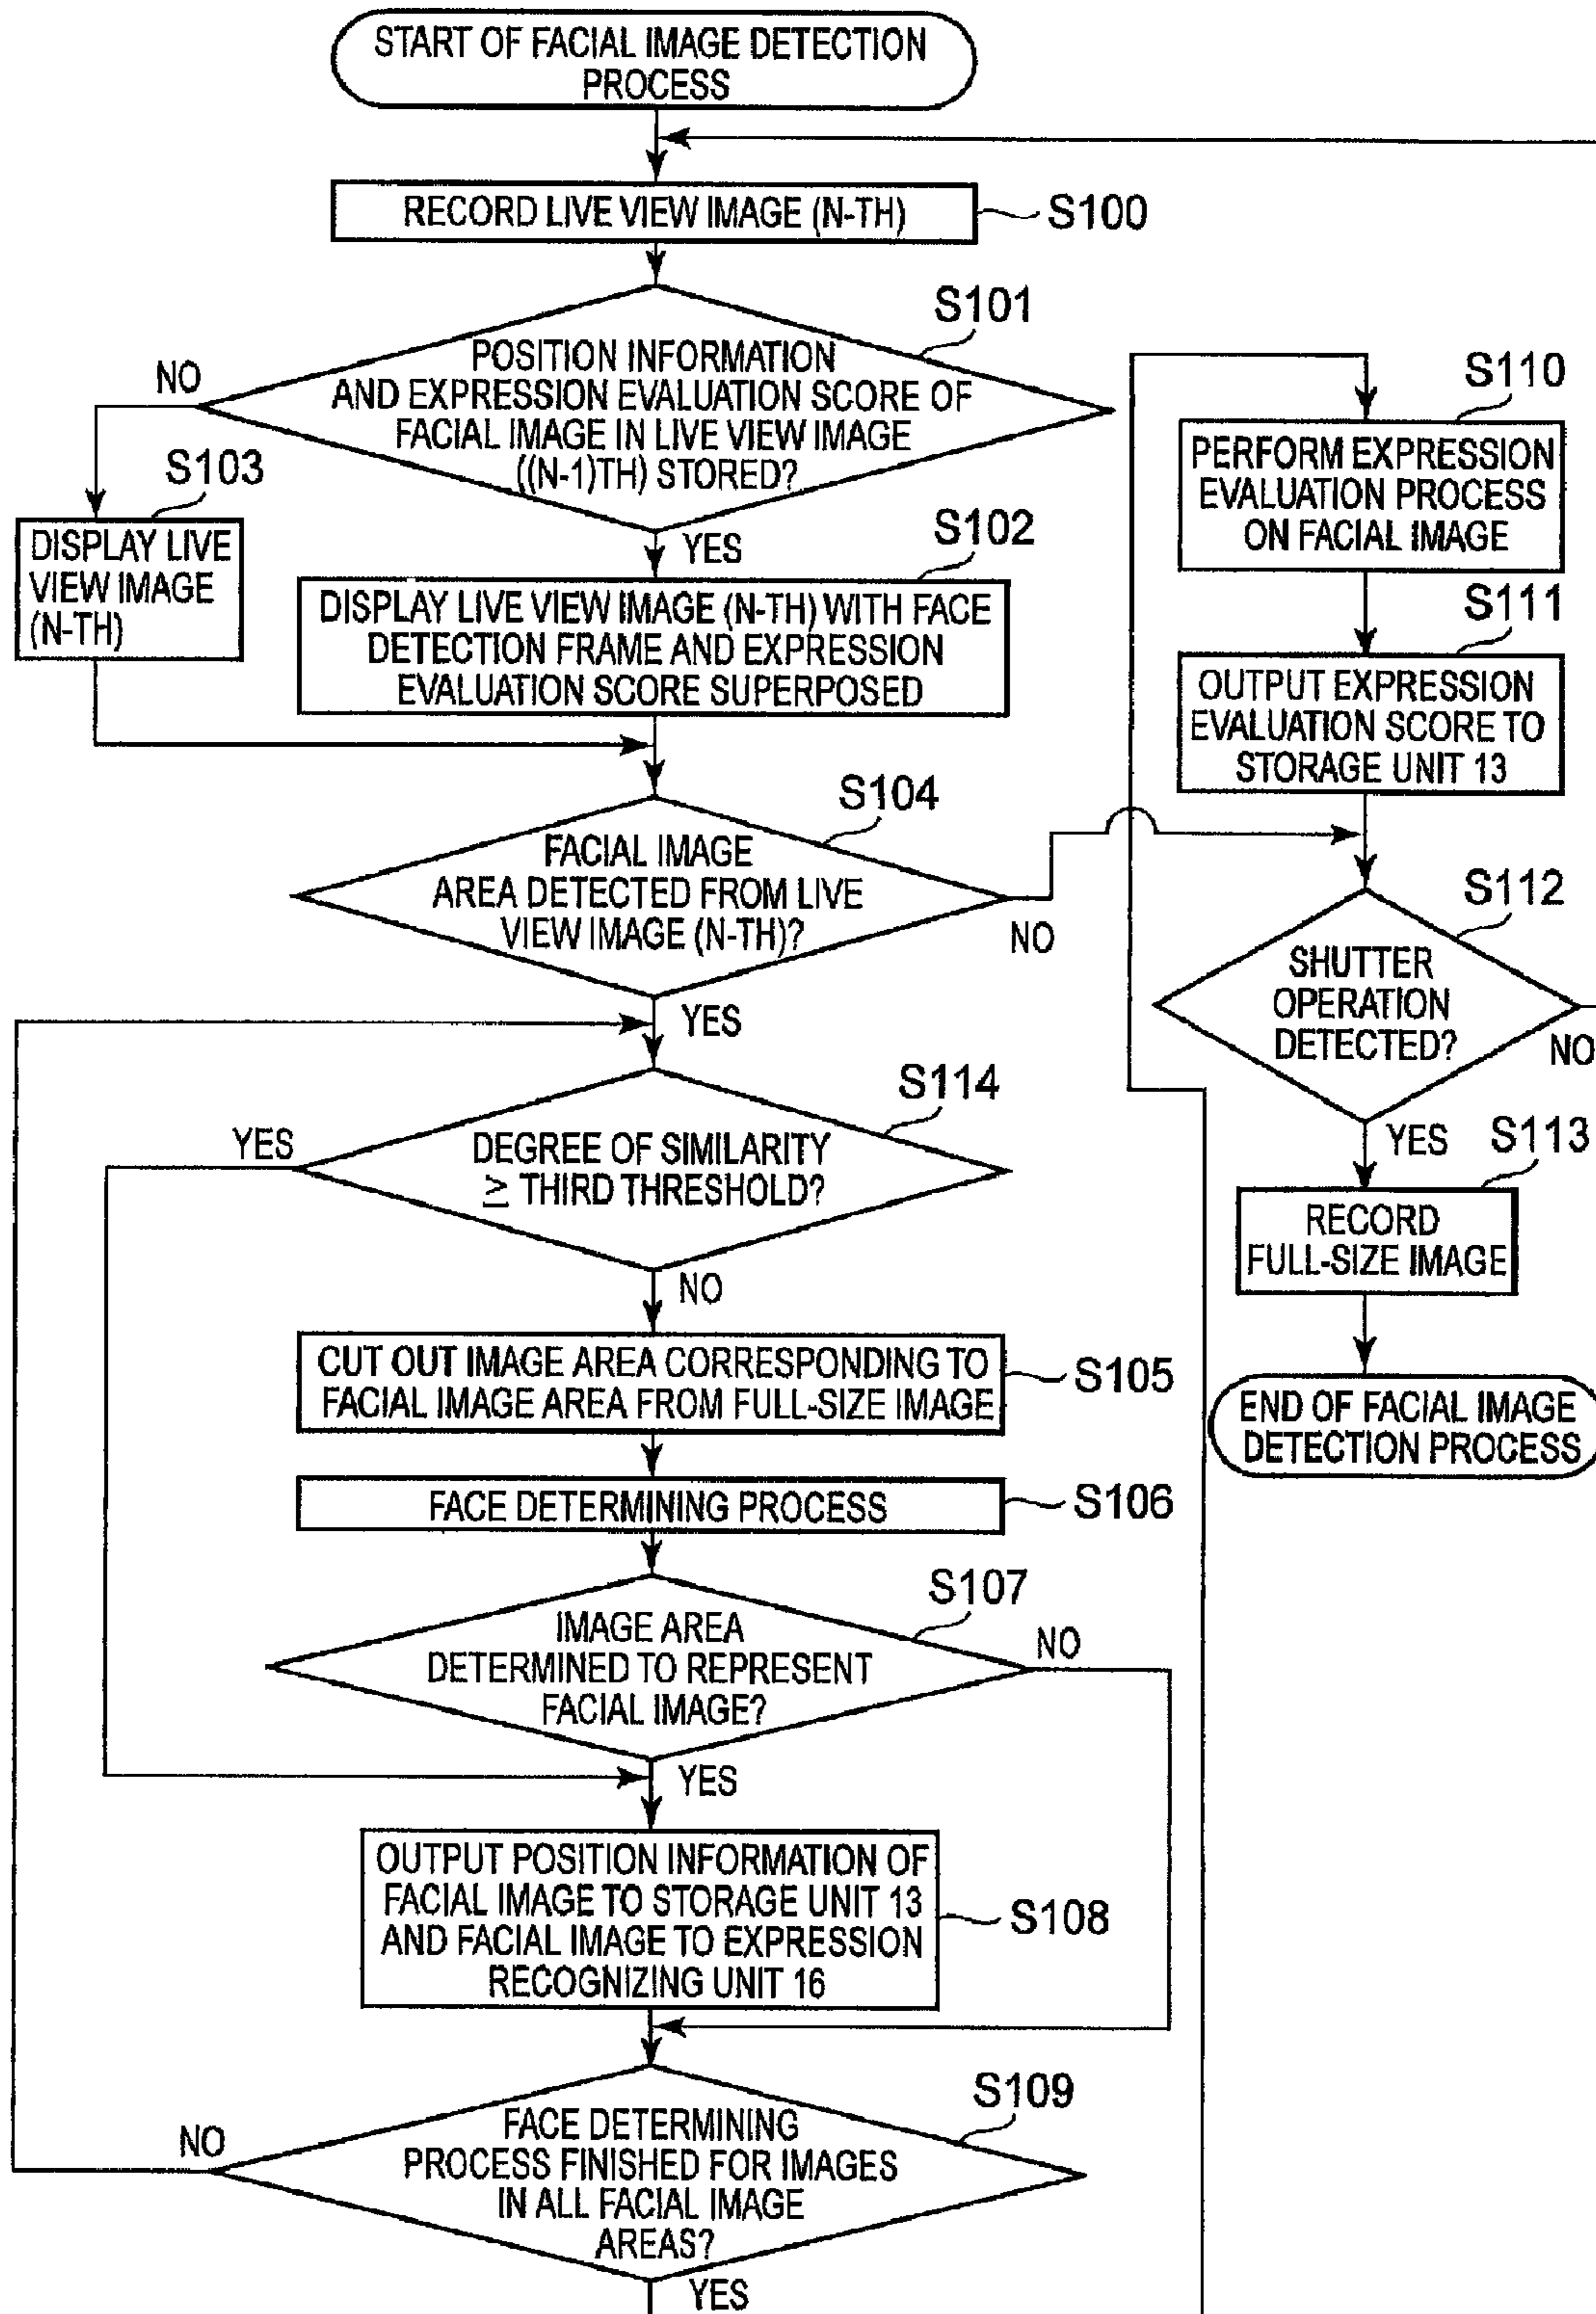 START OF FACIAL IMAGE DETECTION
PROCESS
RECORD LIVE VIEW IMAGE (N-TH)
S100
S101
POSITION INFORMATION
AND EXPRESSION EVALUATION SCORE OF
FACIAL IMAGE IN LIVE VIEW IMAGE
((N-1)TH) STORED?
NO
YES
S103
DISPLAY LIVE
VIEW IMAGE
(N-TH)
S102
DISPLAY LIVE VIEW IMAGE (N-TH) WITH FACE
DETECTION FRAME AND EXPRESSION
EVALUATION SCORE SUPERPOSED
S104
FACIAL IMAGE
AREA DETECTED FROM LIVE
VIEW IMAGE (N-TH)?
NO
YES
S114
DEGREE OF SIMILARITY
≥ THIRD THRESHOLD?
YES
NO
CUT OUT IMAGE AREA CORRESPONDING TO
FACIAL IMAGE AREA FROM FULL-SIZE IMAGE
S105
FACE DETERMINING PROCESS
S106
S107
IMAGE AREA
DETERMINED TO REPRESENT
FACIAL IMAGE?
NO
YES
OUTPUT POSITION INFORMATION OF
FACIAL IMAGE TO STORAGE UNIT 13
AND FACIAL IMAGE TO EXPRESSION
RECOGNIZING UNIT 16
S108
S109
FACE DETERMINING
PROCESS FINISHED FOR IMAGES
IN ALL FACIAL IMAGE
AREAS?
NO
YES
S110
PERFORM EXPRESSION
EVALUATION PROCESS
ON FACIAL IMAGE
S111
OUTPUT EXPRESSION
EVALUATION SCORE TO
STORAGE UNIT 13
S112
SHUTTER
OPERATION
DETECTED?
NO
YES
S113
RECORD
FULL-SIZE IMAGE
END OF FACIAL IMAGE
DETECTION PROCESS